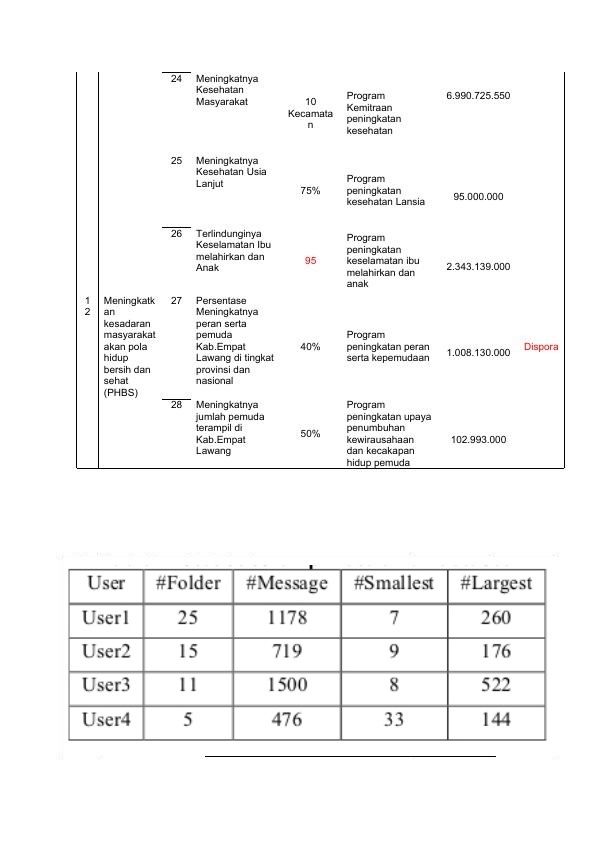 24 Meningkatnya Kesehatan Masyarakat 10 Kecamata n Program Kemitraan peningkatan kesehatan 6.990.725.550
25 Meningkatnya Kesehatan Usia Lanjut 75% Program peningkatan kesehatan Lansia 95.000.000
26 Terlindunginya Keselamatan Ibu melahirkan dan Anak 95 Program peningkatan keselamatan ibu melahirkan dan anak 2.343.139.000
1 2 Meningkatk an kesadaran masyarakat akan pola hidup bersih dan sehat (PHBS) 27 Persentase Meningkatnya peran serta pemuda Kab.Empat Lawang di tingkat provinsi dan nasional 40% Program peningkatan peran serta kepemudaan 1.008.130.000 Dispora
28 Meningkatnya jumlah pemuda terampil di Kab.Empat Lawang 50% Program peningkatan upaya penumbuhan kewirausahaan dan kecakapan hidup pemuda 102.993.000
User #Folder #Message #Smallest #Largest
User1 25 1178 7 260
User2 15 719 9 176
User3 11 1500 8 522
User4 5 476 33 144